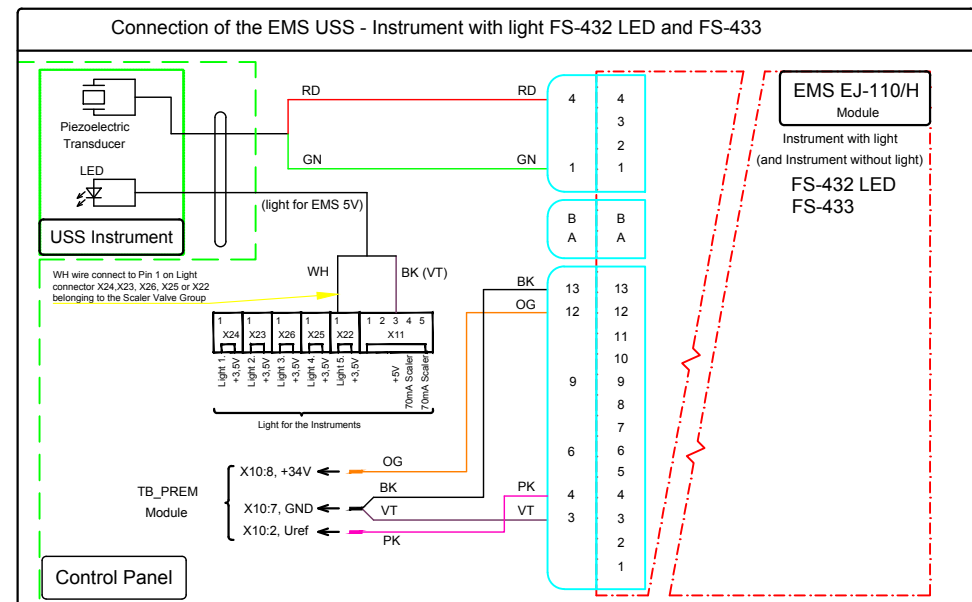 Connection of the EMS USS - Instrument with light FS-432 LED and FS-433
Piezoelectric
Transducer
LED
USS Instrument
RD
RD
GN
GN
(light for EMS 5V)
WH
BK (VT)
WH wire connect to Pin 1 on Light
connector X24,X23, X26, X25 or X22
belonging to the Scaler Valve Group
1
1
1
1
1
1 2 3 4 5
X24
X23
X26
X25
X22
X11
Light 1.
+3,5V
Light 2.
+3,5V
Light 3.
+3,5V
Light 4.
+3,5V
Light 5.
+3,5V
+5V
70mA Scaler
70mA Scaler
Light for the Instruments
TB_PREM
Module
X10:8, +34V
X10:7, GND
X10:2, Uref
OG
BK
VT
PK
BK
OG
PK
VT
Control Panel
4
1
4
3
2
1
B
A
B
A
13
12
9
6
4
3
13
12
11
10
9
8
7
6
5
4
3
2
1
EMS EJ-110/H
Module
Instrument with light
(and Instrument without light)
FS-432 LED
FS-433